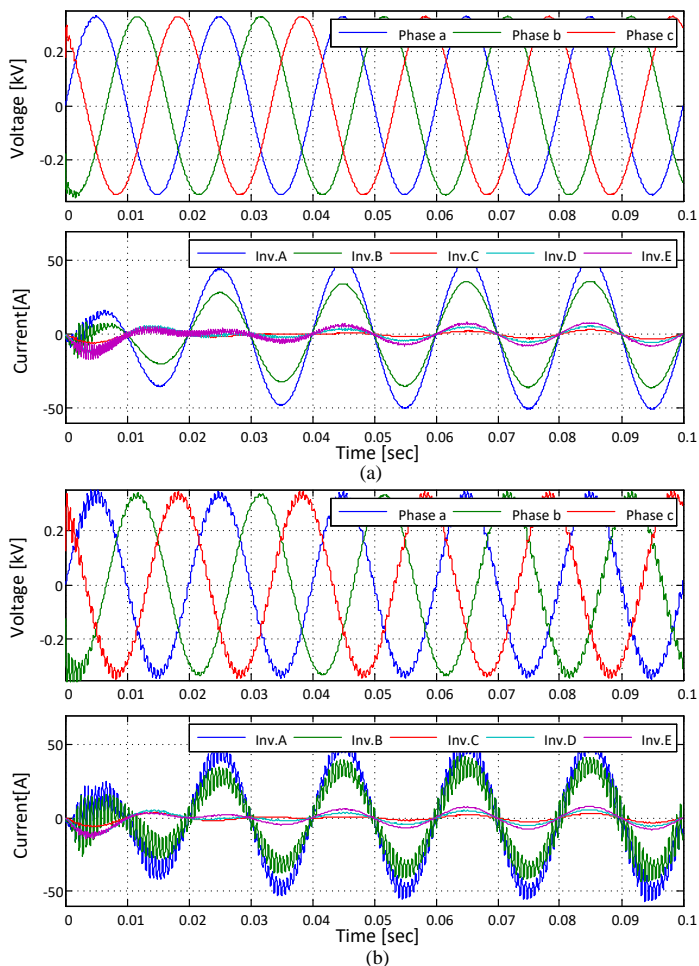 Phase a Phase b Phase c
Voltage [kV]
0.2
0
-0.2
0 0.01 0.02 0.03 0.04 0.05 0.06 0.07 0.08 0.09 0.1
Inv.A Inv.B Inv.C Inv.D Inv.E
Current[A]
50
0
-50
0 0.01 0.02 0.03 0.04 0.05 0.06 0.07 0.08 0.09 0.1
Time [sec]
(a)
Phase a Phase b Phase c
Voltage [kV]
0.2
0
-0.2
0 0.01 0.02 0.03 0.04 0.05 0.06 0.07 0.08 0.09 0.1
Inv.A Inv.B Inv.C Inv.D Inv.E
Current[A]
50
0
-50
0 0.01 0.02 0.03 0.04 0.05 0.06 0.07 0.08 0.09 0.1
Time [sec]
(b)